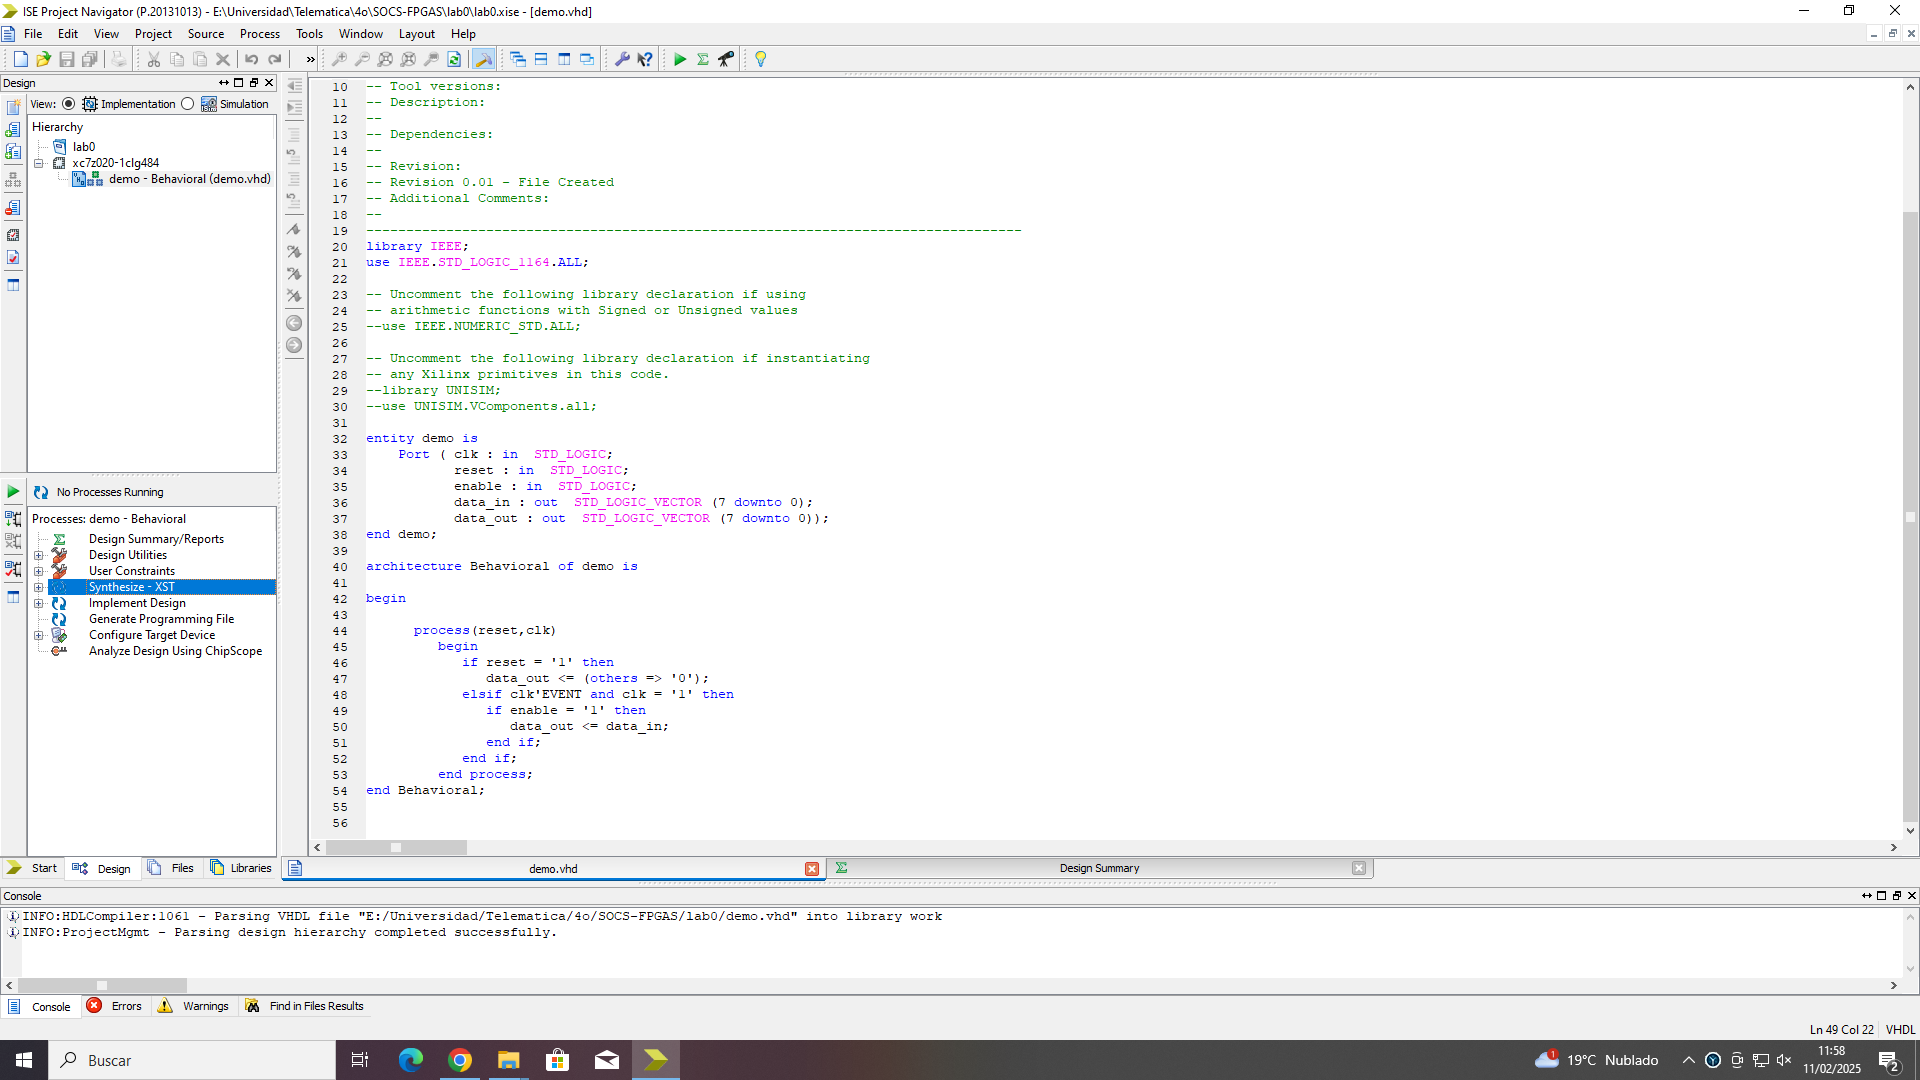 ISE Project Navigator (P.20131013) - E:\Universidad\Telematica\4o\SOCS-FPGAS\lab0\lab0.xise - [demo.vhd]
File Edit View Project Source Process Tools Window Layout Help
»
Design
View: Implementation Simulation
Hierarchy
lab0
xc7z020-1clg484
demo - Behavioral (demo.vhd)
No Processes Running
Processes: demo - Behavioral
Design Summary/Reports
Design Utilities
User Constraints
Synthesize - XST
Implement Design
Generate Programming File
Configure Target Device
Analyze Design Using ChipScope
Start Design Files Libraries
10 -- Tool versions:
11 -- Description:
12 --
13 -- Dependencies:
14 --
15 -- Revision:
16 -- Revision 0.01 - File Created
17 -- Additional Comments:
18 --
19 ----------------------------------------------------------------------------------
20 library IEEE;
21 use IEEE.STD_LOGIC_1164.ALL;
22
23 -- Uncomment the following library declaration if using
24 -- arithmetic functions with Signed or Unsigned values
25 --use IEEE.NUMERIC_STD.ALL;
26
27 -- Uncomment the following library declaration if instantiating
28 -- any Xilinx primitives in this code.
29 --library UNISIM;
30 --use UNISIM.VComponents.all;
31
32 entity demo is
33 Port ( clk : in STD_LOGIC;
34 reset : in STD_LOGIC;
35 enable : in STD_LOGIC;
36 data_in : out STD_LOGIC_VECTOR (7 downto 0);
37 data_out : out STD_LOGIC_VECTOR (7 downto 0));
38 end demo;
39
40 architecture Behavioral of demo is
41
42 begin
43
44 process(reset,clk)
45 begin
46 if reset = '1' then
47 data_out <= (others => '0');
48 elsif clk'EVENT and clk = '1' then
49 if enable = '1' then
50 data_out <= data_in;
51 end if;
52 end if;
53 end process;
54 end Behavioral;
55
56
demo.vhd Design Summary
Console
INFO:HDLCompiler:1061 - Parsing VHDL file "E:/Universidad/Telematica/4o/SOCS-FPGAS/lab0/demo.vhd" into library work
INFO:ProjectMgmt - Parsing design hierarchy completed successfully.
Console Errors Warnings Find in Files Results
Ln 49 Col 22 VHDL
Buscar
1
19°C Nublado
11:58
11/02/2025
2